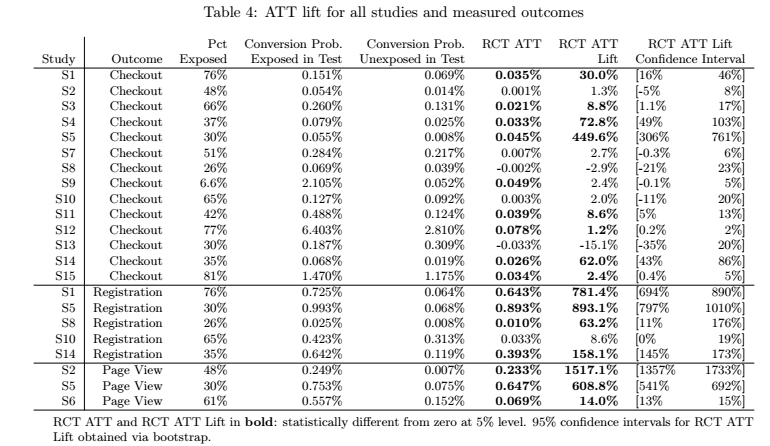 Table 4: ATT lift for all studies and measured outcomes
Pct Conversion Prob. Conversion Prob. RCT ATT RCT ATT RCT ATT Lift
Study Outcome Exposed Exposed in Test Unexposed in Test Lift Confidence Interval
S1 Checkout 76% 0.151% 0.069% 0.035% 30.0% [16% 46%]
S2 Checkout 48% 0.054% 0.014% 0.001% 1.3% [-5% 8%]
S3 Checkout 66% 0.260% 0.131% 0.021% 8.8% [1.1% 17%]
S4 Checkout 37% 0.079% 0.025% 0.033% 72.8% [49% 103%]
S5 Checkout 30% 0.055% 0.008% 0.045% 449.6% [306% 761%]
S7 Checkout 51% 0.284% 0.217% 0.007% 2.7% [-0.3% 6%]
S8 Checkout 26% 0.069% 0.039% -0.002% -2.9% [-21% 23%]
S9 Checkout 6.6% 2.105% 0.052% 0.049% 2.4% [-0.1% 5%]
S10 Checkout 65% 0.127% 0.092% 0.003% 2.0% [-11% 20%]
S11 Checkout 42% 0.488% 0.124% 0.039% 8.6% [5% 13%]
S12 Checkout 77% 6.403% 2.810% 0.078% 1.2% [0.2% 2%]
S13 Checkout 30% 0.187% 0.309% -0.033% -15.1% [-35% 20%]
S14 Checkout 35% 0.068% 0.019% 0.026% 62.0% [43% 86%]
S15 Checkout 81% 1.470% 1.175% 0.034% 2.4% [0.4% 5%]
S1 Registration 76% 0.725% 0.064% 0.643% 781.4% [694% 890%]
S5 Registration 30% 0.993% 0.068% 0.893% 893.1% [797% 1010%]
S8 Registration 26% 0.025% 0.008% 0.010% 63.2% [11% 176%]
S10 Registration 65% 0.423% 0.313% 0.033% 8.6% [0% 19%]
S14 Registration 35% 0.642% 0.119% 0.393% 158.1% [145% 173%]
S2 Page View 48% 0.249% 0.007% 0.233% 1517.1% [1357% 1733%]
S5 Page View 30% 0.753% 0.075% 0.647% 608.8% [541% 692%]
S6 Page View 61% 0.557% 0.152% 0.069% 14.0% [13% 15%]
RCT ATT and RCT ATT Lift in bold: statistically different from zero at 5% level. 95% confidence intervals for RCT ATT
Lift obtained via bootstrap.